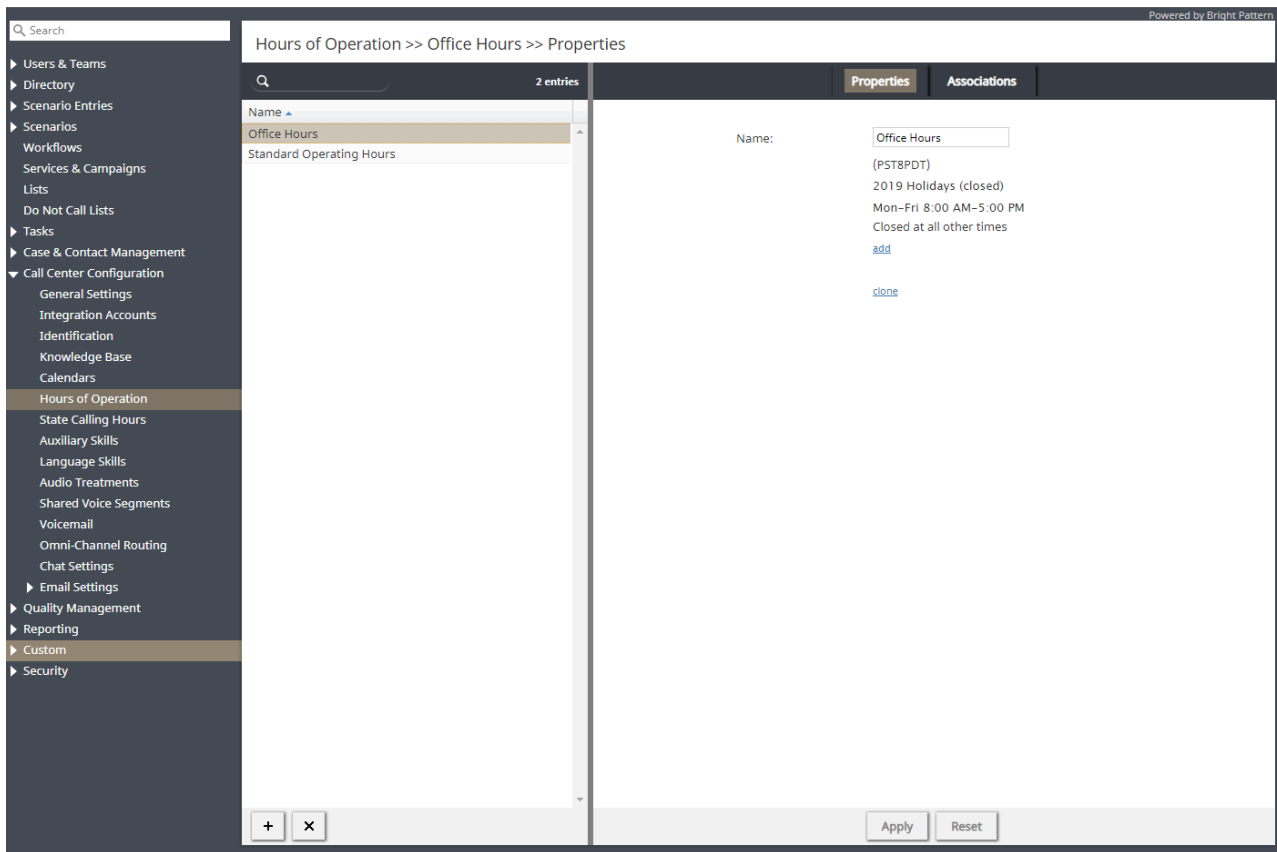 Powered by Bright Pattern
Search
Users & Teams
Directory
Scenario Entries
Scenarios
Workflows
Services & Campaigns
Lists
Do Not Call Lists
Tasks
Case & Contact Management
Call Center Configuration
General Settings
Integration Accounts
Identification
Knowledge Base
Calendars
Hours of Operation
State Calling Hours
Auxiliary Skills
Language Skills
Audio Treatments
Shared Voice Segments
Voicemail
Omni-Channel Routing
Chat Settings
Email Settings
Quality Management
Reporting
Custom
Security
Hours of Operation >> Office Hours >> Properties
2 entries
Name
Office Hours
Standard Operating Hours
Properties
Associations
Name:
Office Hours
(PST8PDT)
2019 Holidays (closed)
Mon–Fri 8:00 AM–5:00 PM
Closed at all other times
add
clone
Apply
Reset